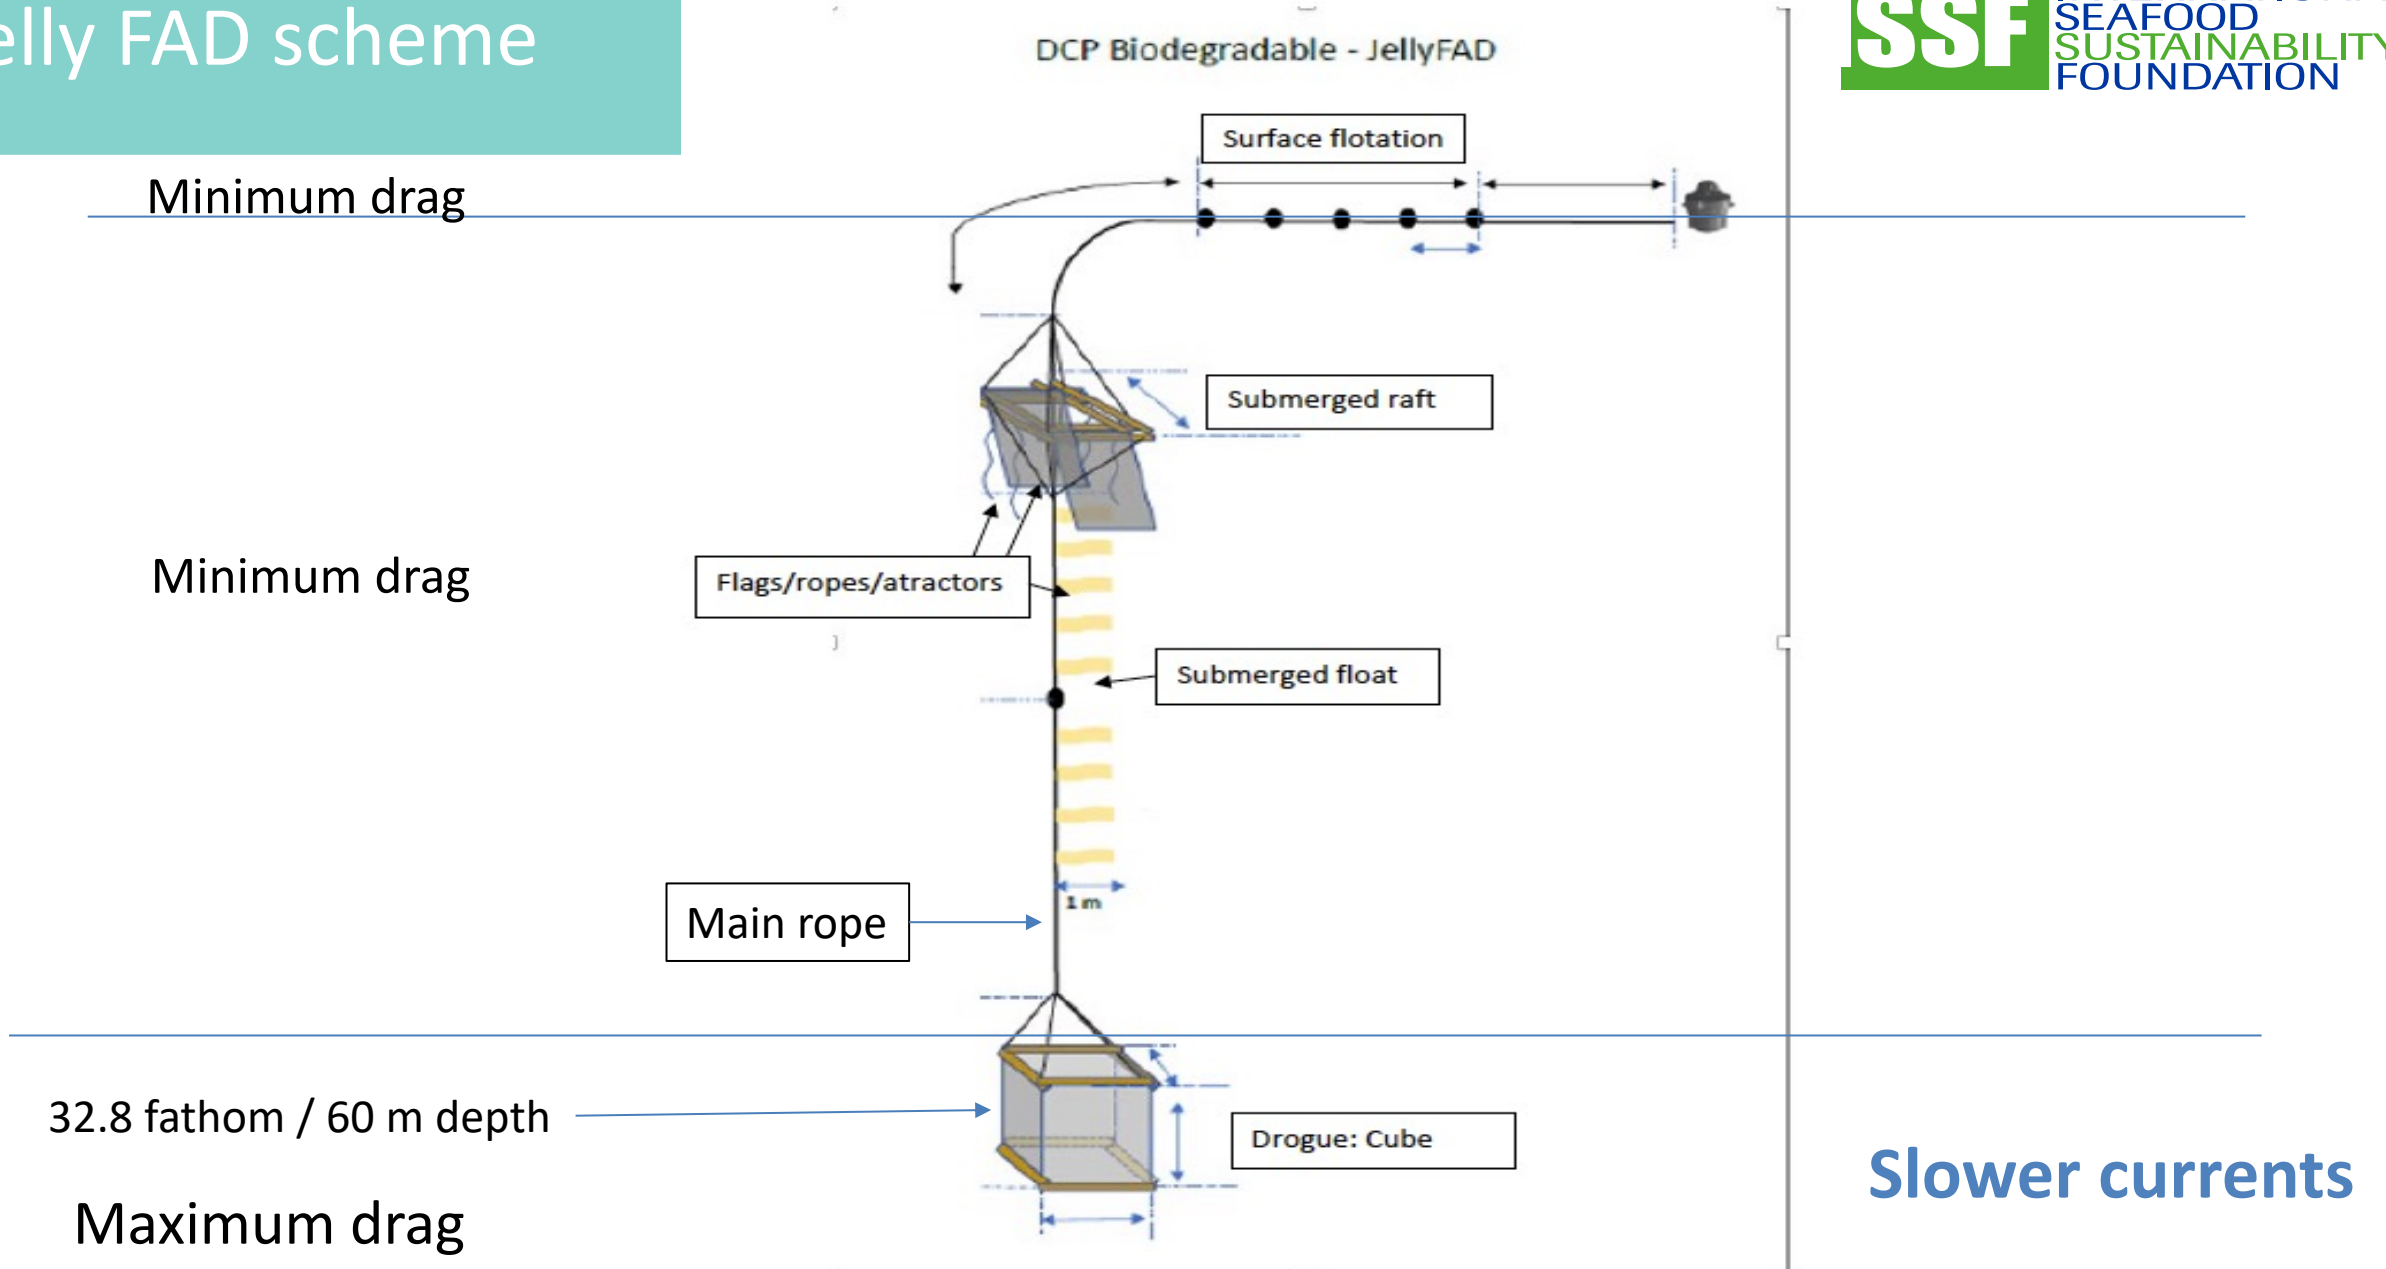 elly FAD scheme
DCP Biodegradable - JellyFAD
SSF
SEAFOOD
SUSTAINABILITY
FOUNDATION
Surface flotation
Minimum drag
Submerged raft
Minimum drag
Flags/ropes/atractors
Submerged float
1 m
Main rope
32.8 fathom / 60 m depth
Drogue: Cube
Slower currents
Maximum drag